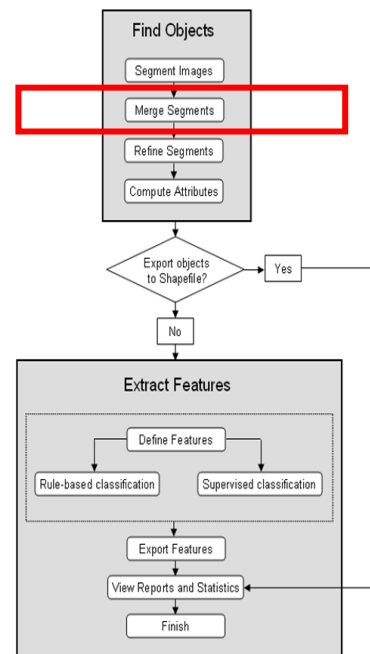 Find Objects
Segment Images
Merge Segments
Refine Segments
Compute Attributes
Export objects
to Shapefile?
Yes
No
Extract Features
Define Features
Rule-based classification
Supervised classification
Export Features
View Reports and Statistics
Finish